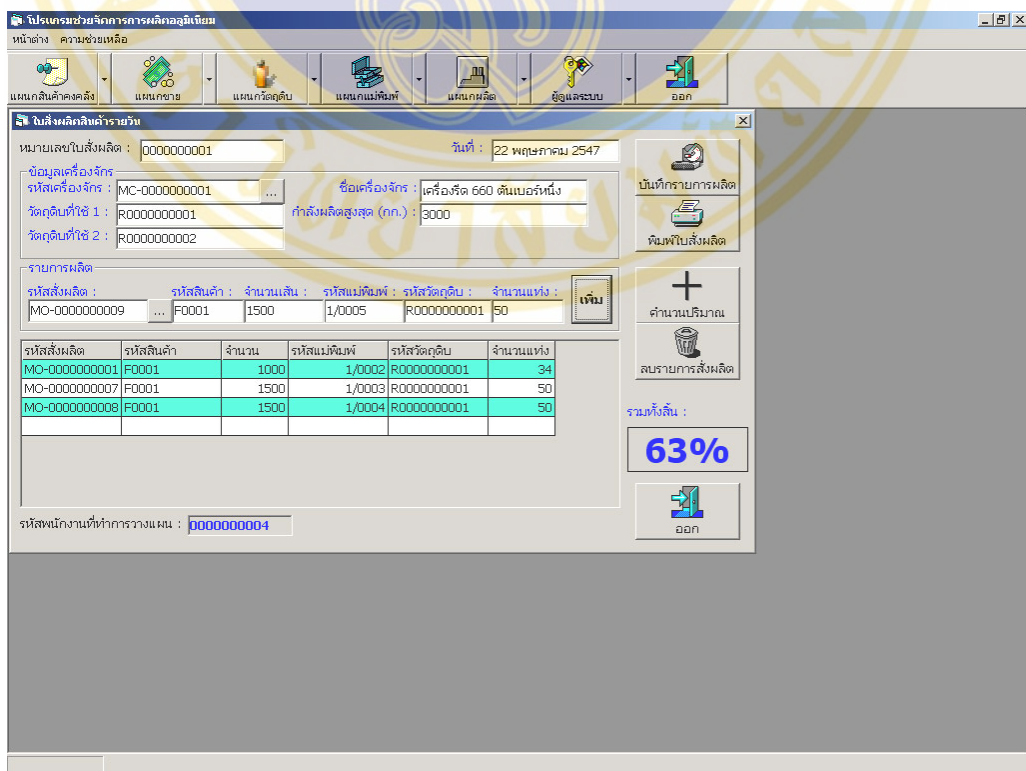 โปรแกรมช่วยจัดการการผลิตอลูมิเนียม
หน้าต่าง ความช่วยเหลือ
แผนกสินค้าคงคลัง แผนกขาย แผนกวัตถุดิบ แผนกแม่พิมพ์ แผนกผลิต ผู้ดูแลระบบ ออก
ใบสั่งผลิตสินค้ารายวัน
หมายเลขใบสั่งผลิต : 0000000001 วันที่ : 22 พฤษภาคม 2547
ข้อมูลเครื่องจักร
รหัสเครื่องจักร : MC-0000000001 ... ชื่อเครื่องจักร : เครื่องรีด 660 ตันเบอร์หนึ่ง
วัตถุดิบที่ใช้ 1 : R0000000001 กำลังผลิตสูงสุด (กก.) : 3000
วัตถุดิบที่ใช้ 2 : R0000000002
บันทึกรายการผลิต
พิมพ์ใบสั่งผลิต
รายการผลิต
รหัสสั่งผลิต : รหัสสินค้า : จำนวนเส้น : รหัสแม่พิมพ์ : รหัสวัตถุดิบ : จำนวนแท่ง :
MO-0000000009 ... F0001 1500 1/0005 R0000000001 50 เพิ่ม
คำนวนปริมาณ
ลบรายการสั่งผลิต
รหัสสั่งผลิต รหัสสินค้า จำนวน รหัสแม่พิมพ์ รหัสวัตถุดิบ จำนวนแท่ง
MO-0000000001 F0001 1000 1/0002 R0000000001 34
MO-0000000007 F0001 1500 1/0003 R0000000001 50
MO-0000000008 F0001 1500 1/0004 R0000000001 50
รวมทั้งสิ้น :
63%
ออก
รหัสพนักงานที่ทำการวางแผน : 0000000004